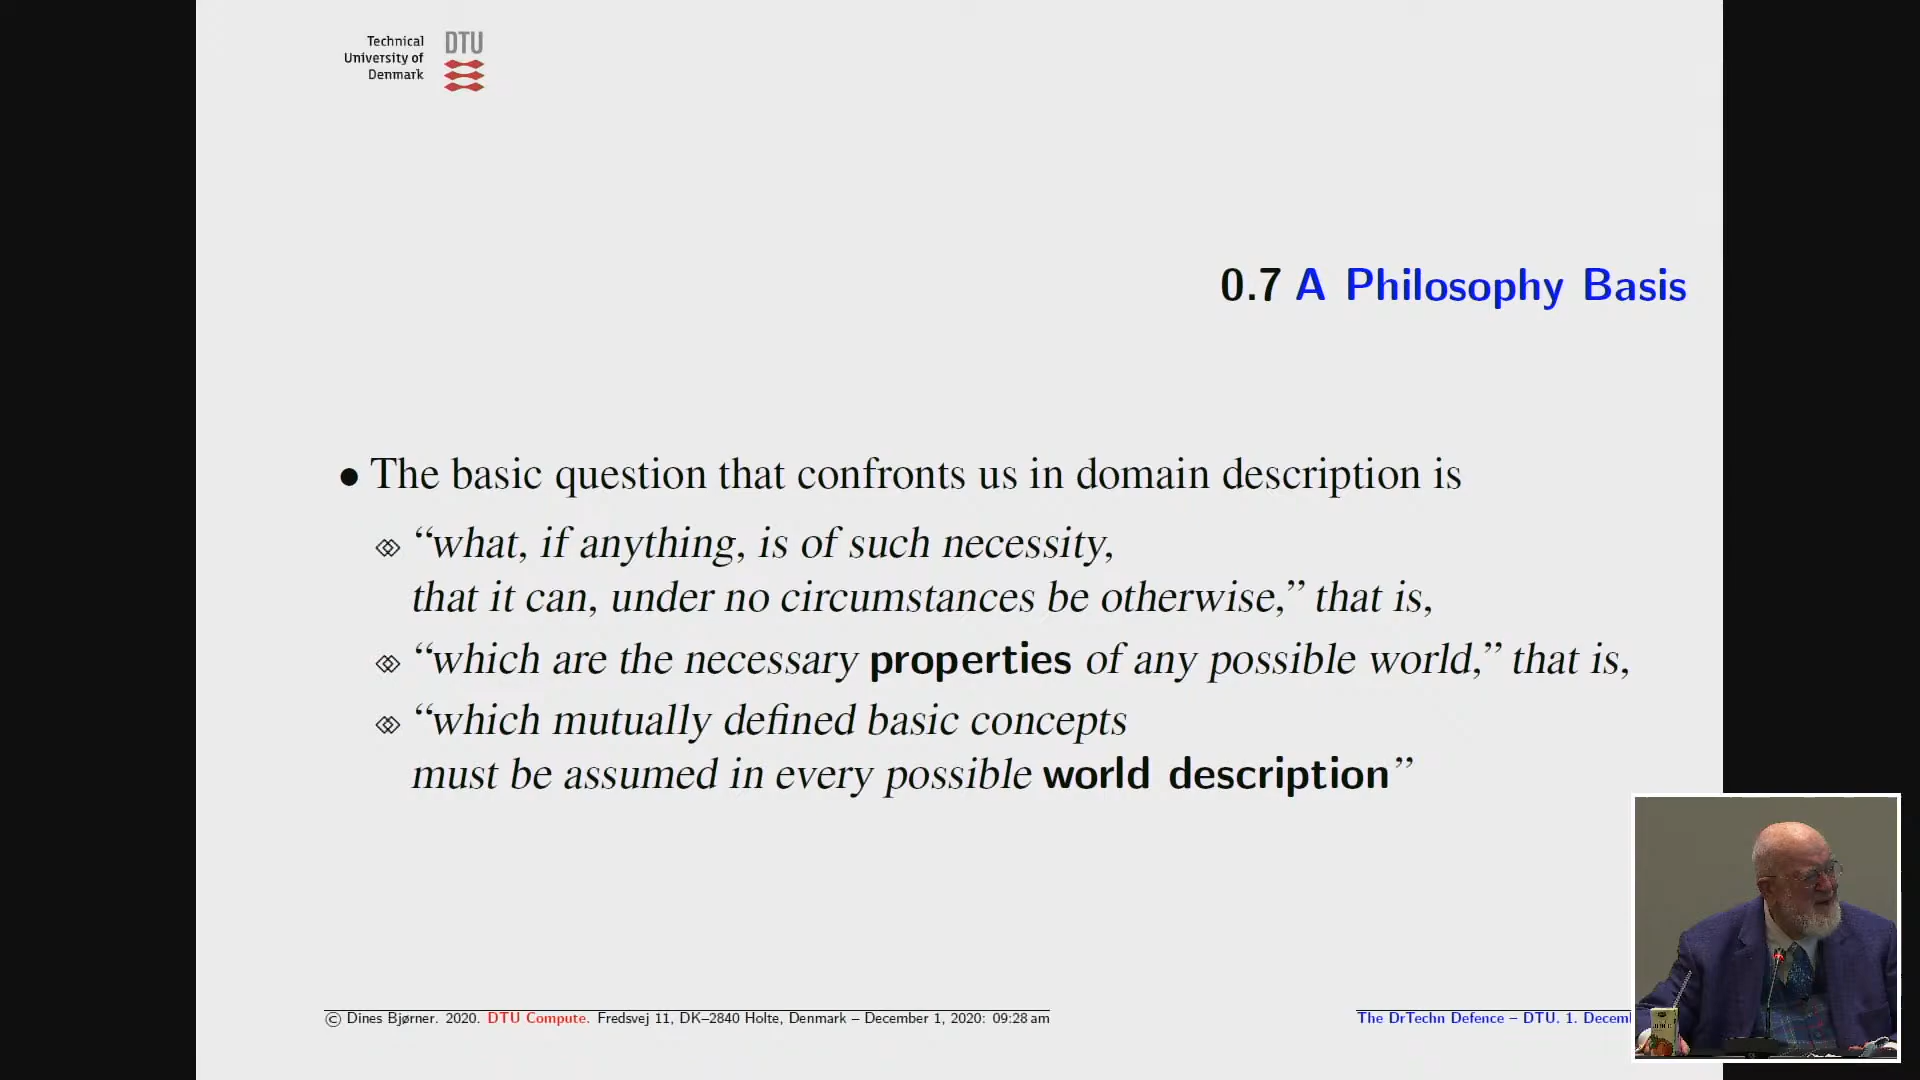 Technical
University of
Denmark
DTU
0.7 A Philosophy Basis
• The basic question that confronts us in domain description is
“what, if anything, is of such necessity,
that it can, under no circumstances be otherwise,” that is,
“which are the necessary properties of any possible world,” that is,
“which mutually defined basic concepts
must be assumed in every possible world description”
© Dines Bjørner. 2020. DTU Compute. Fredsvej 11, DK–2840 Holte, Denmark – December 1, 2020: 09:28 am
The DrTechn Defence – DTU. 1. Decem